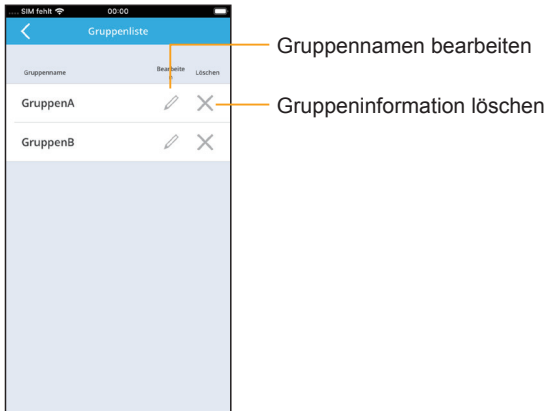 .... SIM fehlt 00:00
Gruppenliste
Gruppennamen bearbeiten
Gruppenname Bearbeite
n Löschen
Gruppeninformation löschen
GruppenA
GruppenB